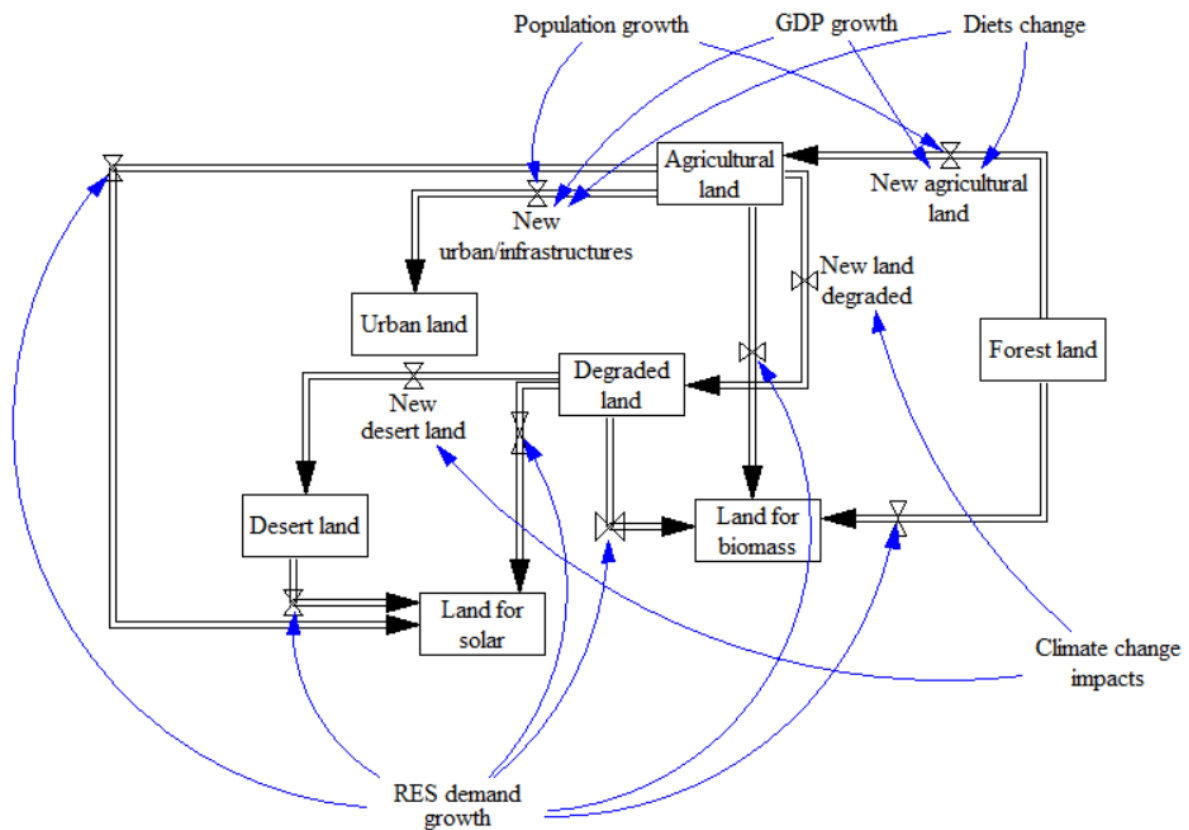 Population growth
GDP growth
Diets change
Agricultural
land
New agricultural
land
New
urban/infrastructures
New land
degraded
Urban land
Forest land
Degraded
land
New
desert land
Desert land
Land for
biomass
Land for
solar
Climate change
impacts
RES demand
growth